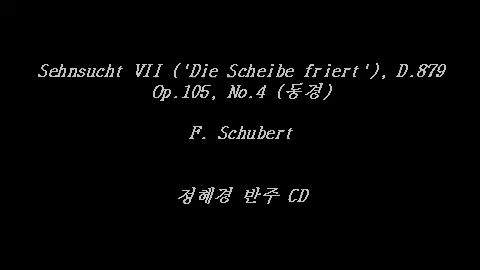 Sehnsucht VII ('Die Scheibe friert'), D.879
Op.105, No.4 (동경)
F. Schubert
정혜경 반주 CD